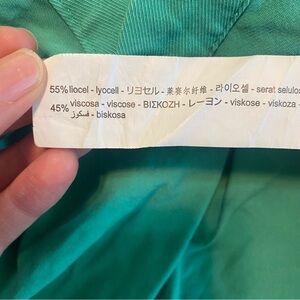 55% liocel - lyocell - リヨセル - 莱赛尔纤维 - 라이오셀 - serat selulos
45% viscosa - viscose - ΒΙΣΚΟΖΗ - レーヨン - viskose - viskoza -
فسكوز - biskosa